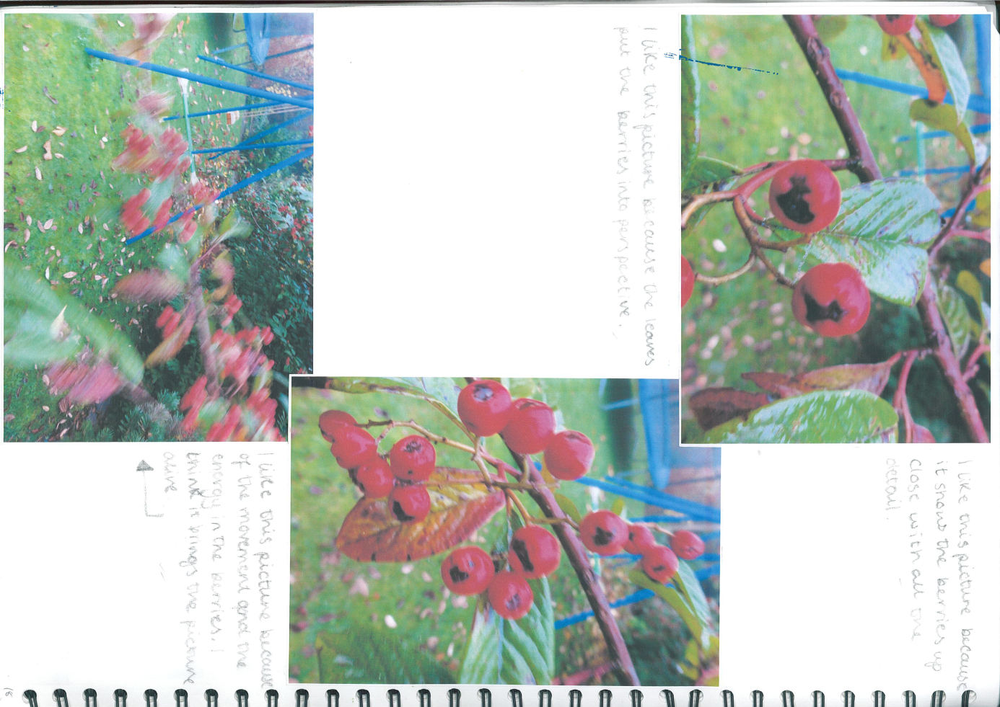 I like this picture because
it shows the berries up
close with all the
detail.
I like this picture because the leaves
put the berries into perspective.
I like this picture because
of the movement and the
energy in the berries. I
think it brings the picture
alive.
18